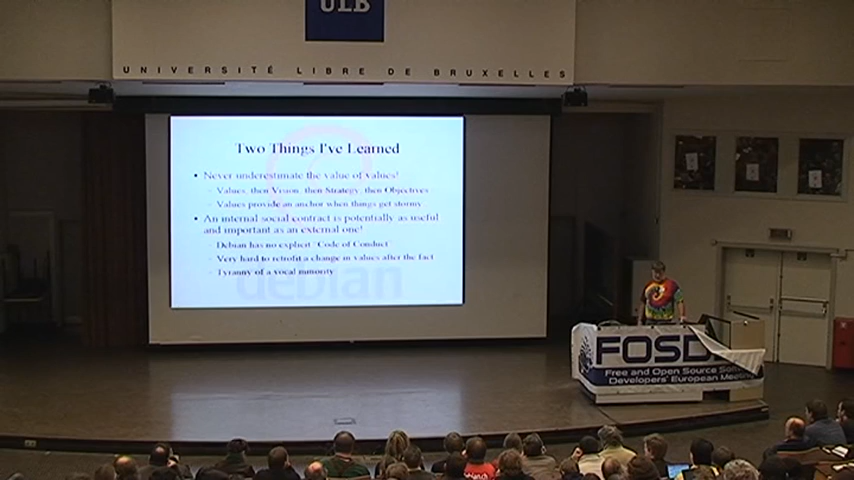 ULB
UNIVERSITÉ LIBRE DE BRUXELLES
Two Things I've Learned
• Never underestimate the value of values!
– Values, then Vision, then Strategy, then Objectives
– Values provide an anchor when things get stormy
• An internal social contract is potentially as useful
and important as an external one!
– Debian has no explicit "Code of Conduct"
– Very hard to retrofit a change in values after the fact
– Tyranny of a vocal minority
debian
FOSD
Free and Open Source Soft
Developers' European Meeting